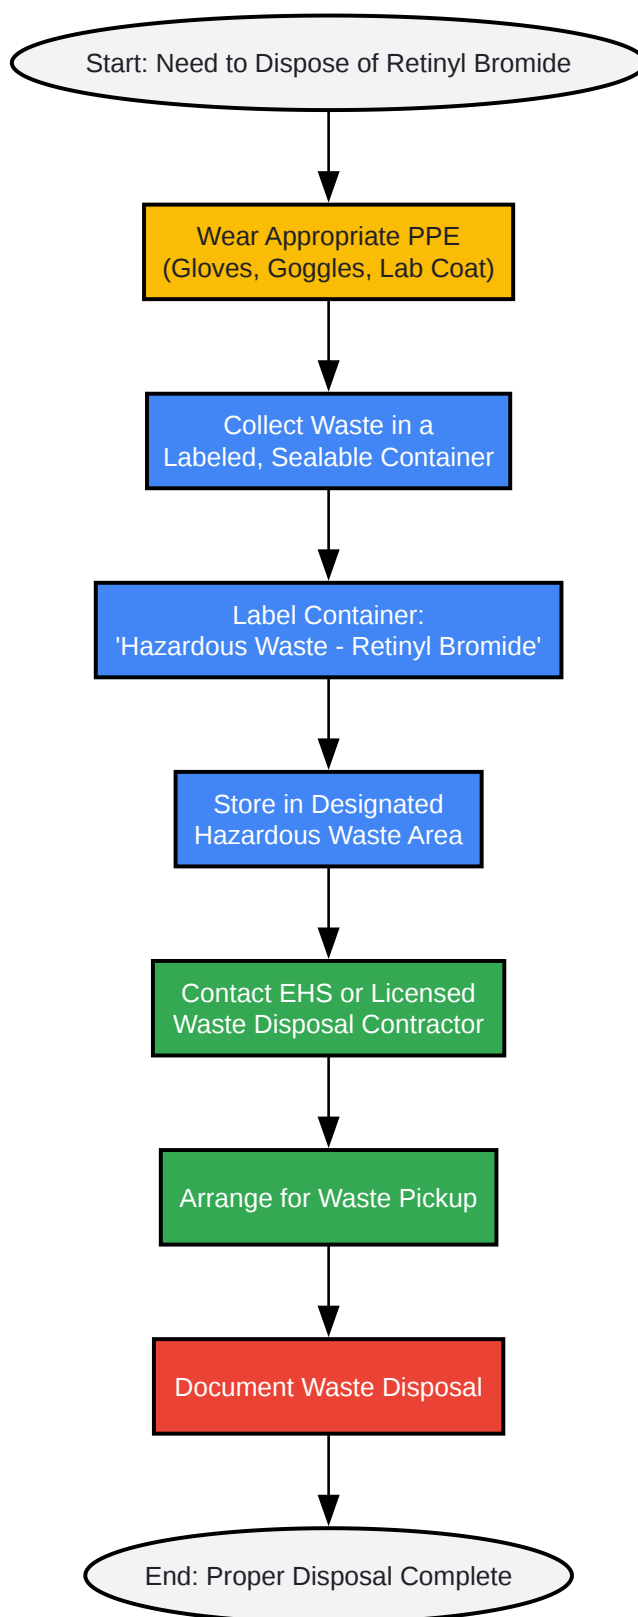 Start: Need to Dispose of Retinyl Bromide
Wear Appropriate PPE
(Gloves, Goggles, Lab Coat)
Collect Waste in a
Labeled, Sealable Container
Label Container:
'Hazardous Waste - Retinyl Bromide'
Store in Designated
Hazardous Waste Area
Contact EHS or Licensed
Waste Disposal Contractor
Arrange for Waste Pickup
Document Waste Disposal
End: Proper Disposal Complete